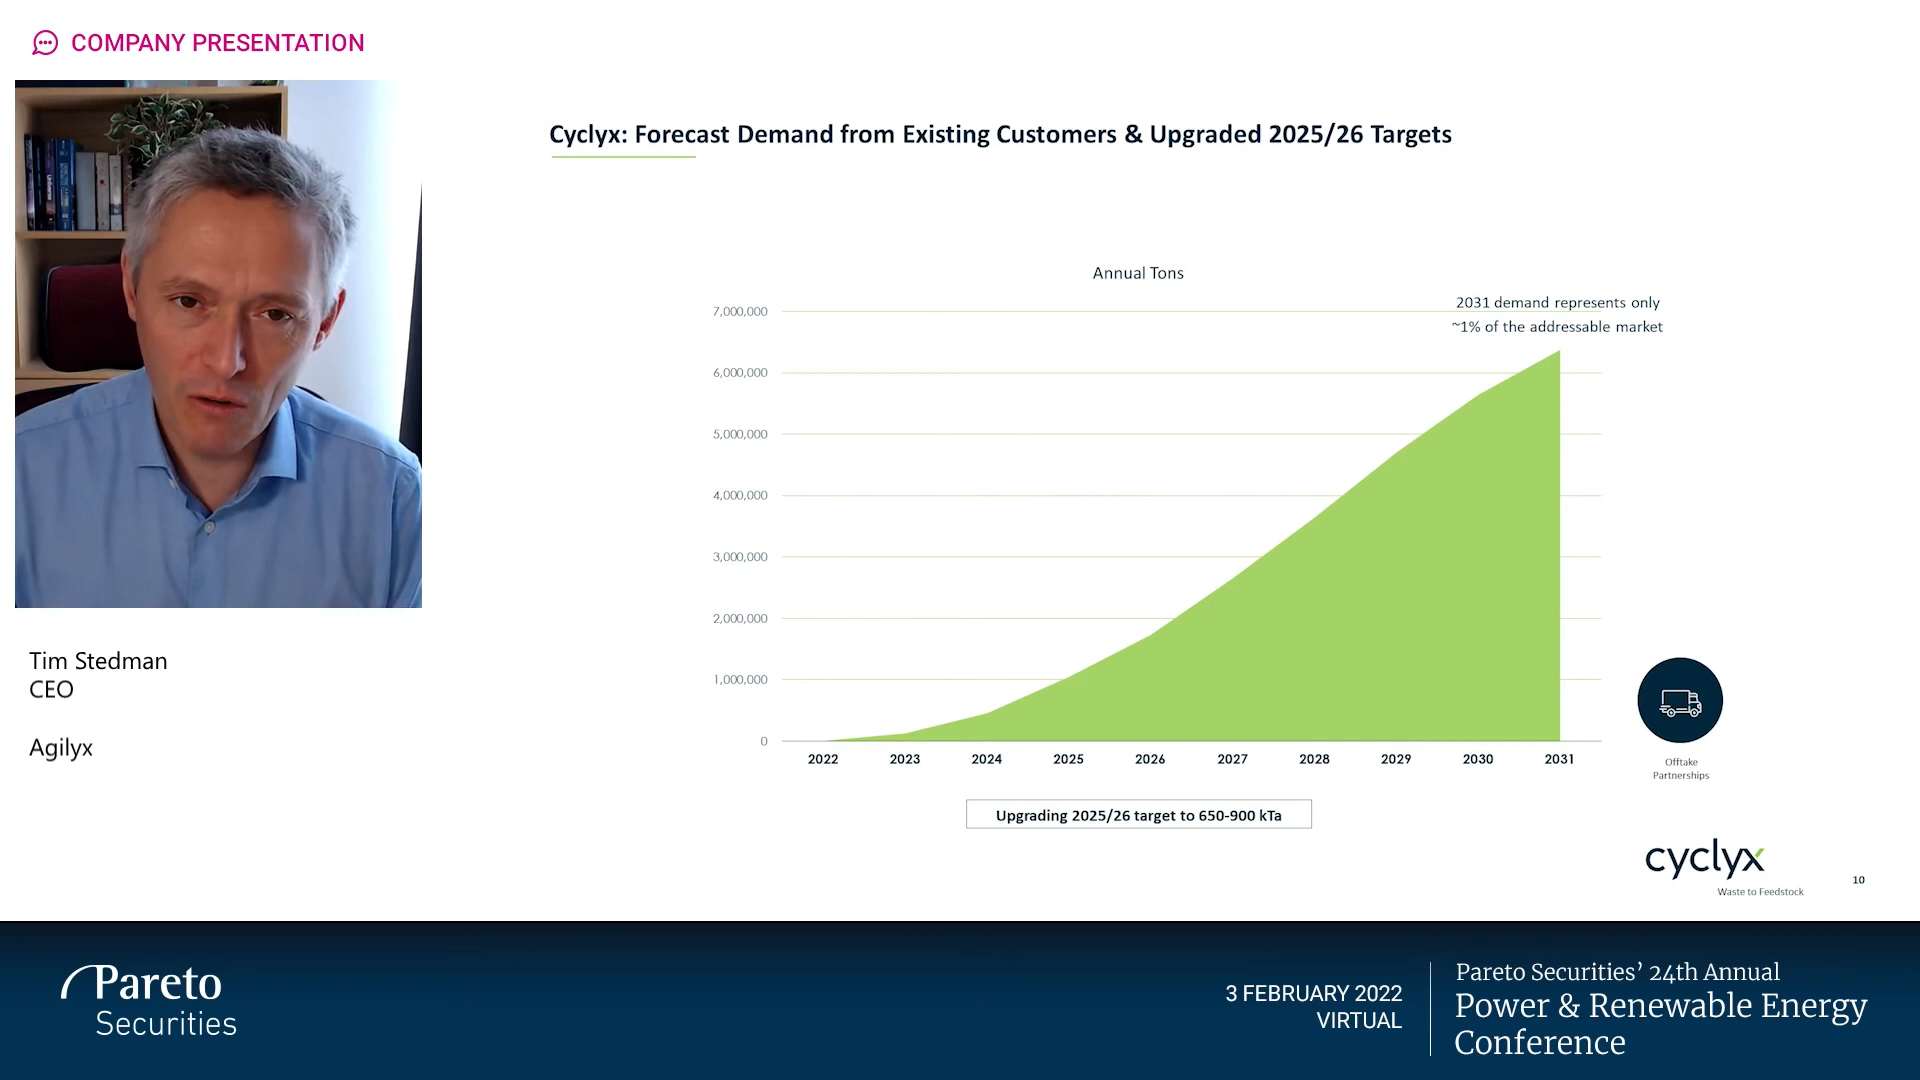 COMPANY PRESENTATION
Cyclyx: Forecast Demand from Existing Customers & Upgraded 2025/26 Targets
Annual Tons
2031 demand represents only
~1% of the addressable market
7,000,000
6,000,000
5,000,000
4,000,000
3,000,000
2,000,000
1,000,000
0
2022 2023 2024 2025 2026 2027 2028 2029 2030 2031
Upgrading 2025/26 target to 650-900 kTa
Offtake
Partnerships
cyclyx
Waste to Feedstock
10
Tim Stedman
CEO
Agilyx
Pareto
Securities
3 FEBRUARY 2022
VIRTUAL
Pareto Securities’ 24th Annual
Power & Renewable Energy
Conference